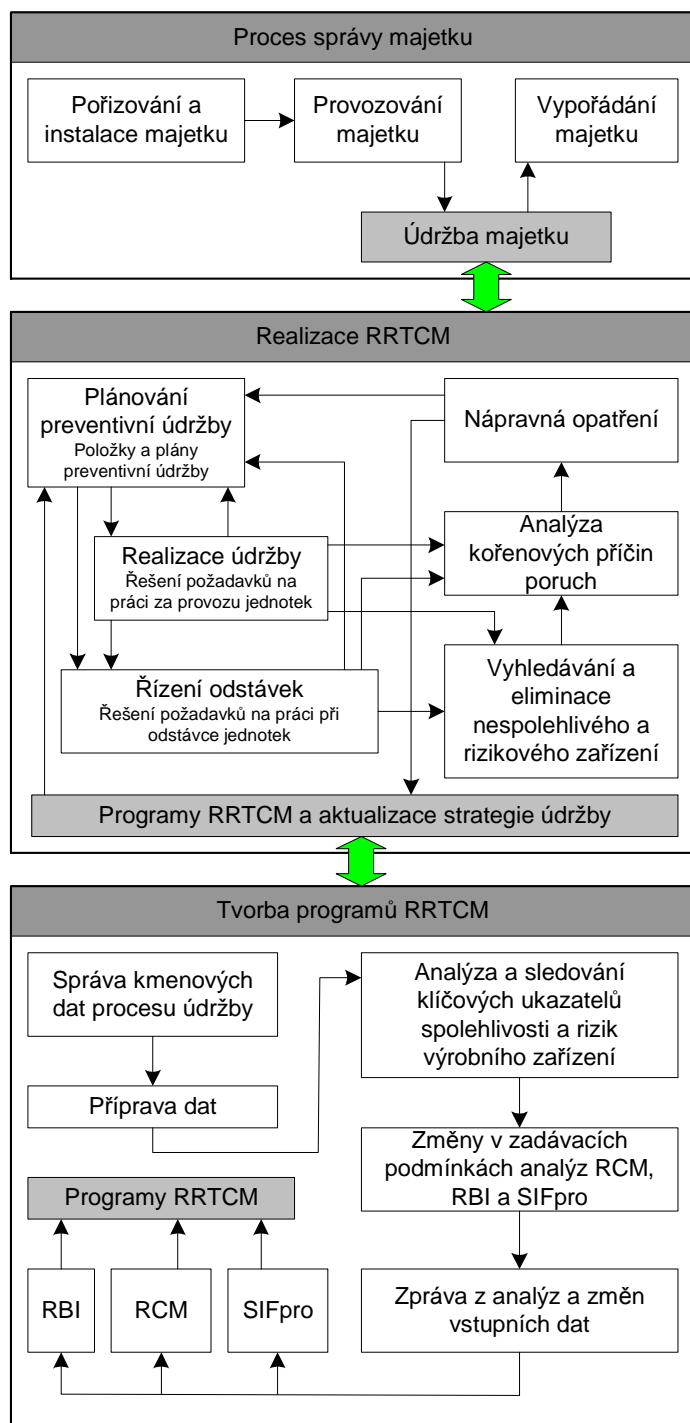 Proces správy majetku
Pořizování a
instalace majetku
Provozování
majetku
Vypořádání
majetku
Údržba majetku
Realizace RRTCM
Plánování
preventivní údržby
Položky a plány
preventivní údržby
Nápravná opatření
Realizace údržby
Řešení požadavků na
práci za provozu jednotek
Analýza
kořenových příčin
poruch
Řízení odstávek
Řešení požadavků na práci při
odstávce jednotek
Vyhledávání a
eliminace
nespolehlivého a
rizikového zařízení
Programy RRTCM a aktualizace strategie údržby
Tvorba programů RRTCM
Správa kmenových
dat procesu údržby
Příprava dat
Analýza a sledování
klíčových ukazatelů
spolehlivosti a rizik
výrobního zařízení
Změny v zadávacích
podmínkách analýz RCM,
RBI a SIFpro
Programy RRTCM
RBI
RCM
SIFpro
Zpráva z analýz a změn
vstupních dat